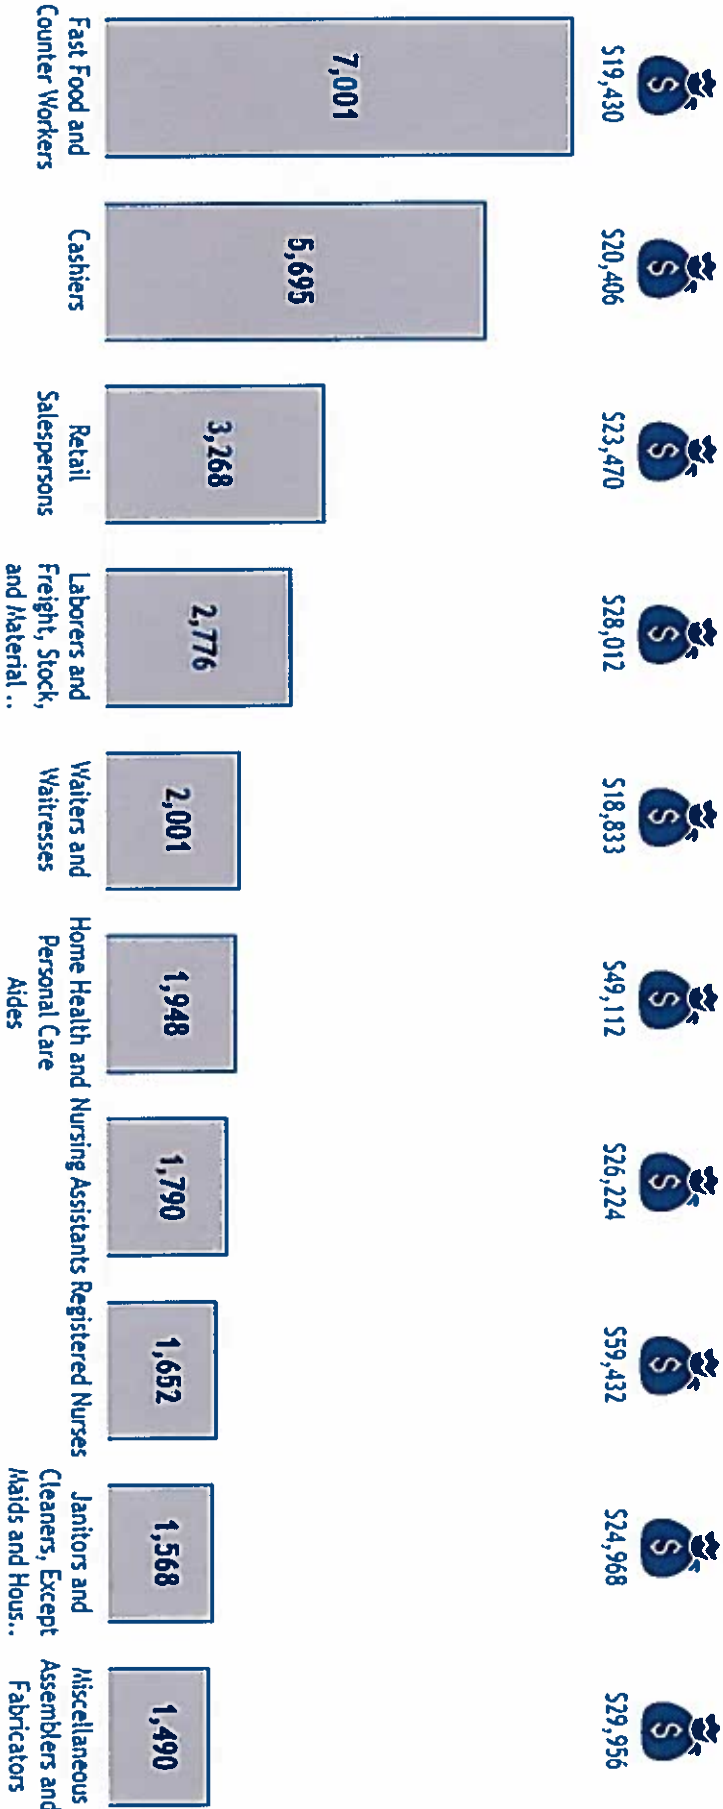 $19,430
$20,406
$23,470
$28,012
$18,833
$49,112
$26,224
$59,432
$24,968
$29,956
7,001
5,695
3,268
2,776
2,001
1,948
1,790
1,652
1,568
1,490
Fast Food and
Counter Workers
Cashiers
Retail
Salespersons
Laborers and
Freight, Stock,
and Material ..
Waiters and
Waitresses
Home Health and
Personal Care
Aides
Nursing Assistants
Registered Nurses
Janitors and
Cleaners, Except
Maids and Hous..
Miscellaneous
Assemblers and
Fabricators